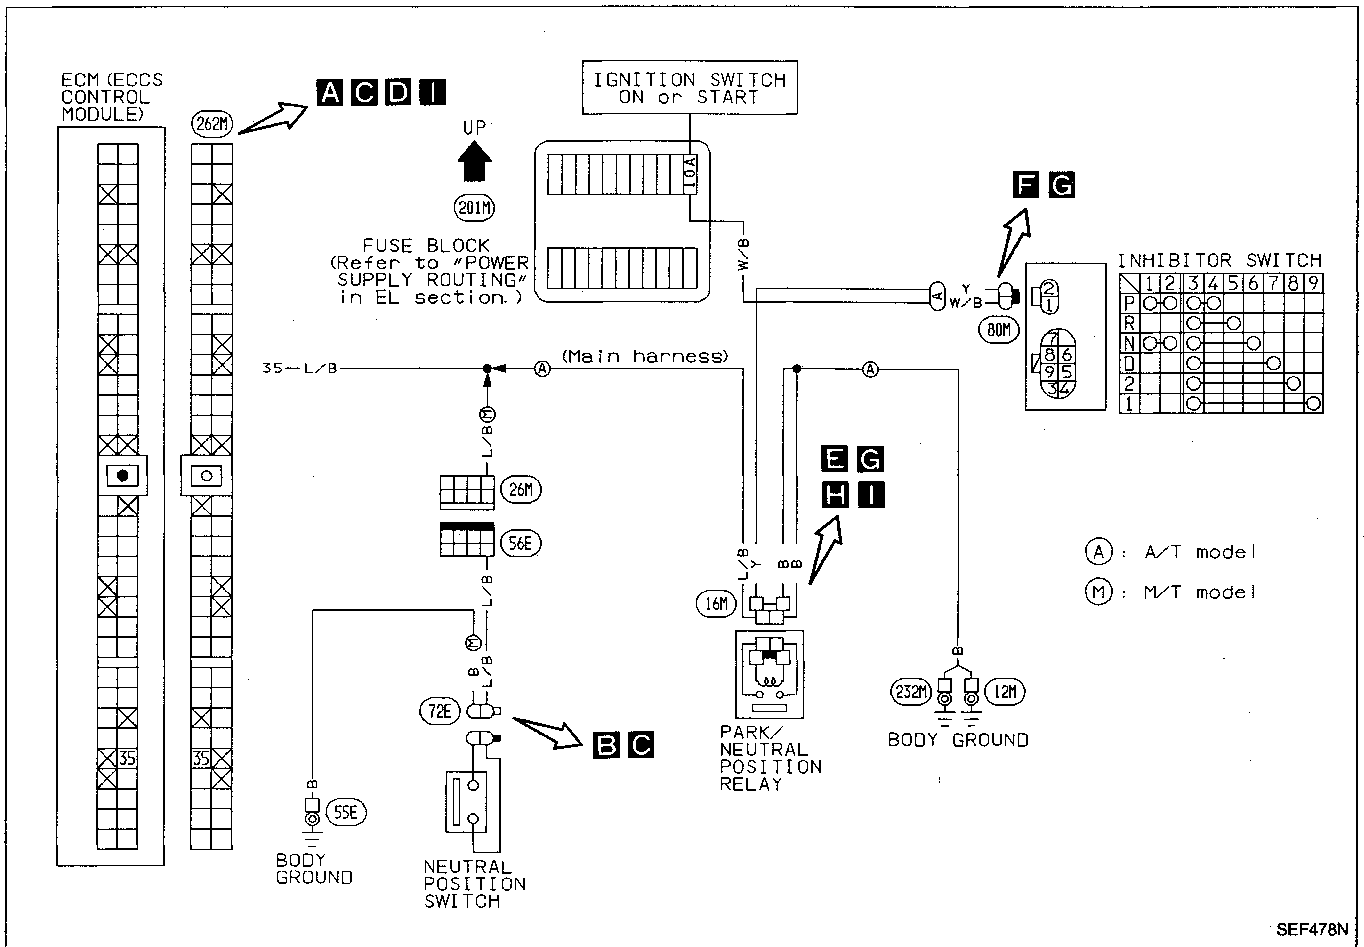 ECM (ECCS
CONTROL
MODULE)
262M
A C D I
UP
201M
FUSE BLOCK
(Refer to "POWER
SUPPLY ROUTING"
in EL section.)
IGNITION SWITCH
ON or START
10A
W/B
F G
A
Y
W/B
80M
2
1
7
8 6
9 5
3 4
INHIBITOR SWITCH
1 2 3 4 5 6 7 8 9
P
R
N
D
2
1
35 L/B
A
(Main harness)
A
M
L/B
26M
56E
L/B
M
B
L/B
72E
B C
E G
H I
L/B
Y
B
B
16M
PARK/
NEUTRAL
POSITION
RELAY
B
232M
12M
BODY GROUND
A : A/T model
M : M/T model
35
35
B
55E
BODY
GROUND
NEUTRAL
POSITION
SWITCH
SEF478N